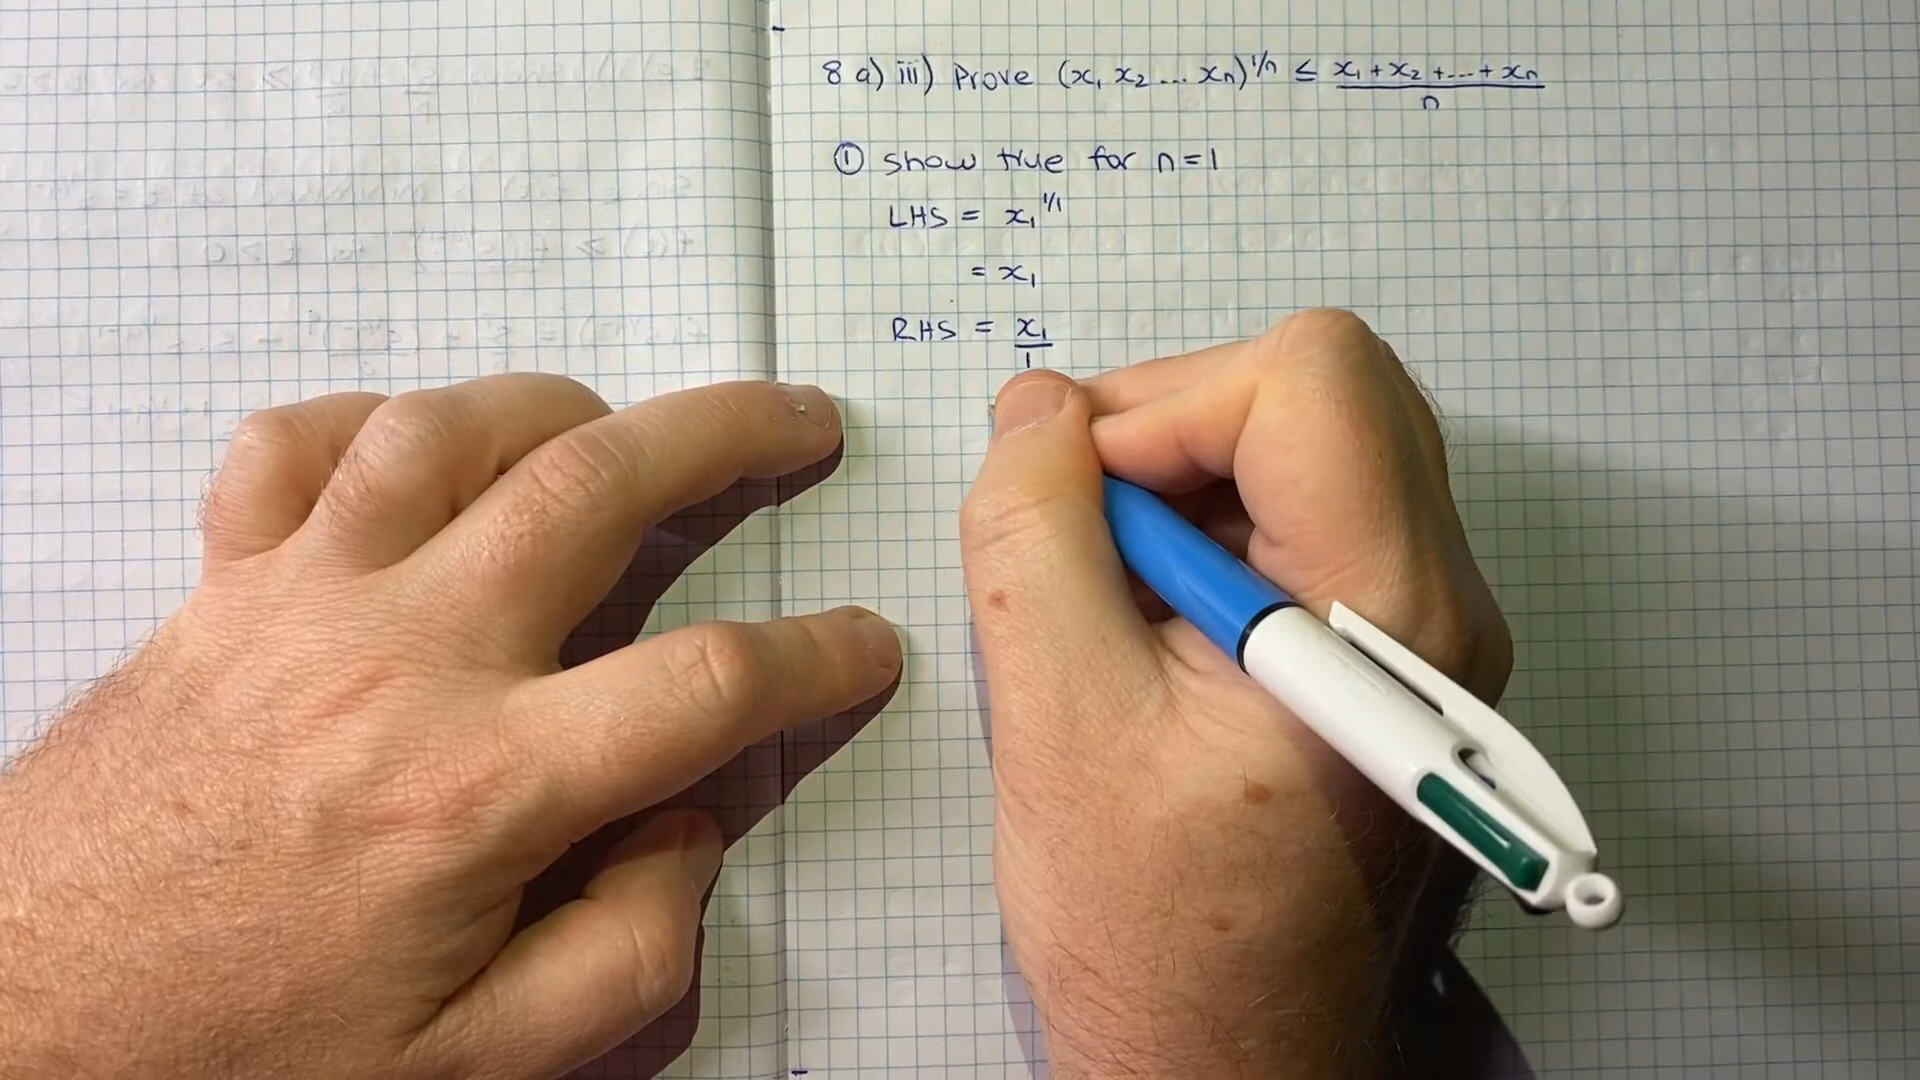 8 a) iii) Prove (x₁ x₂ ... xₙ)^1/n ≤ x₁ + x₂ + ... + xₙ / n
① show true for n = 1
LHS = x₁^1/1
= x₁
RHS = x₁ / 1